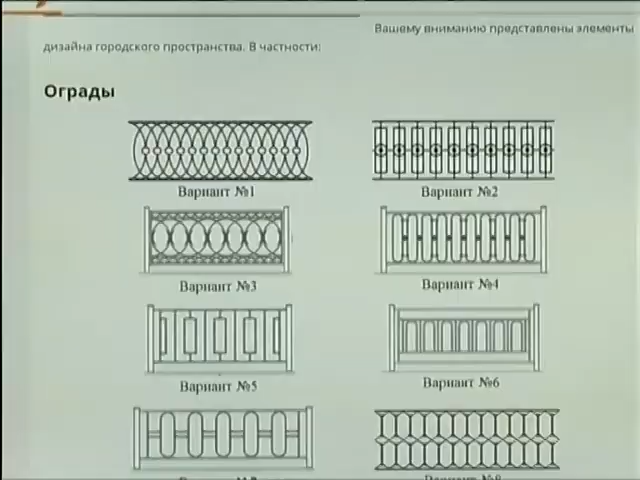 Вашему вниманию представлены элементы
дизайна городского пространства. В частности:
Ограды
Вариант №1
Вариант №2
Вариант №3
Вариант №4
Вариант №5
Вариант №6